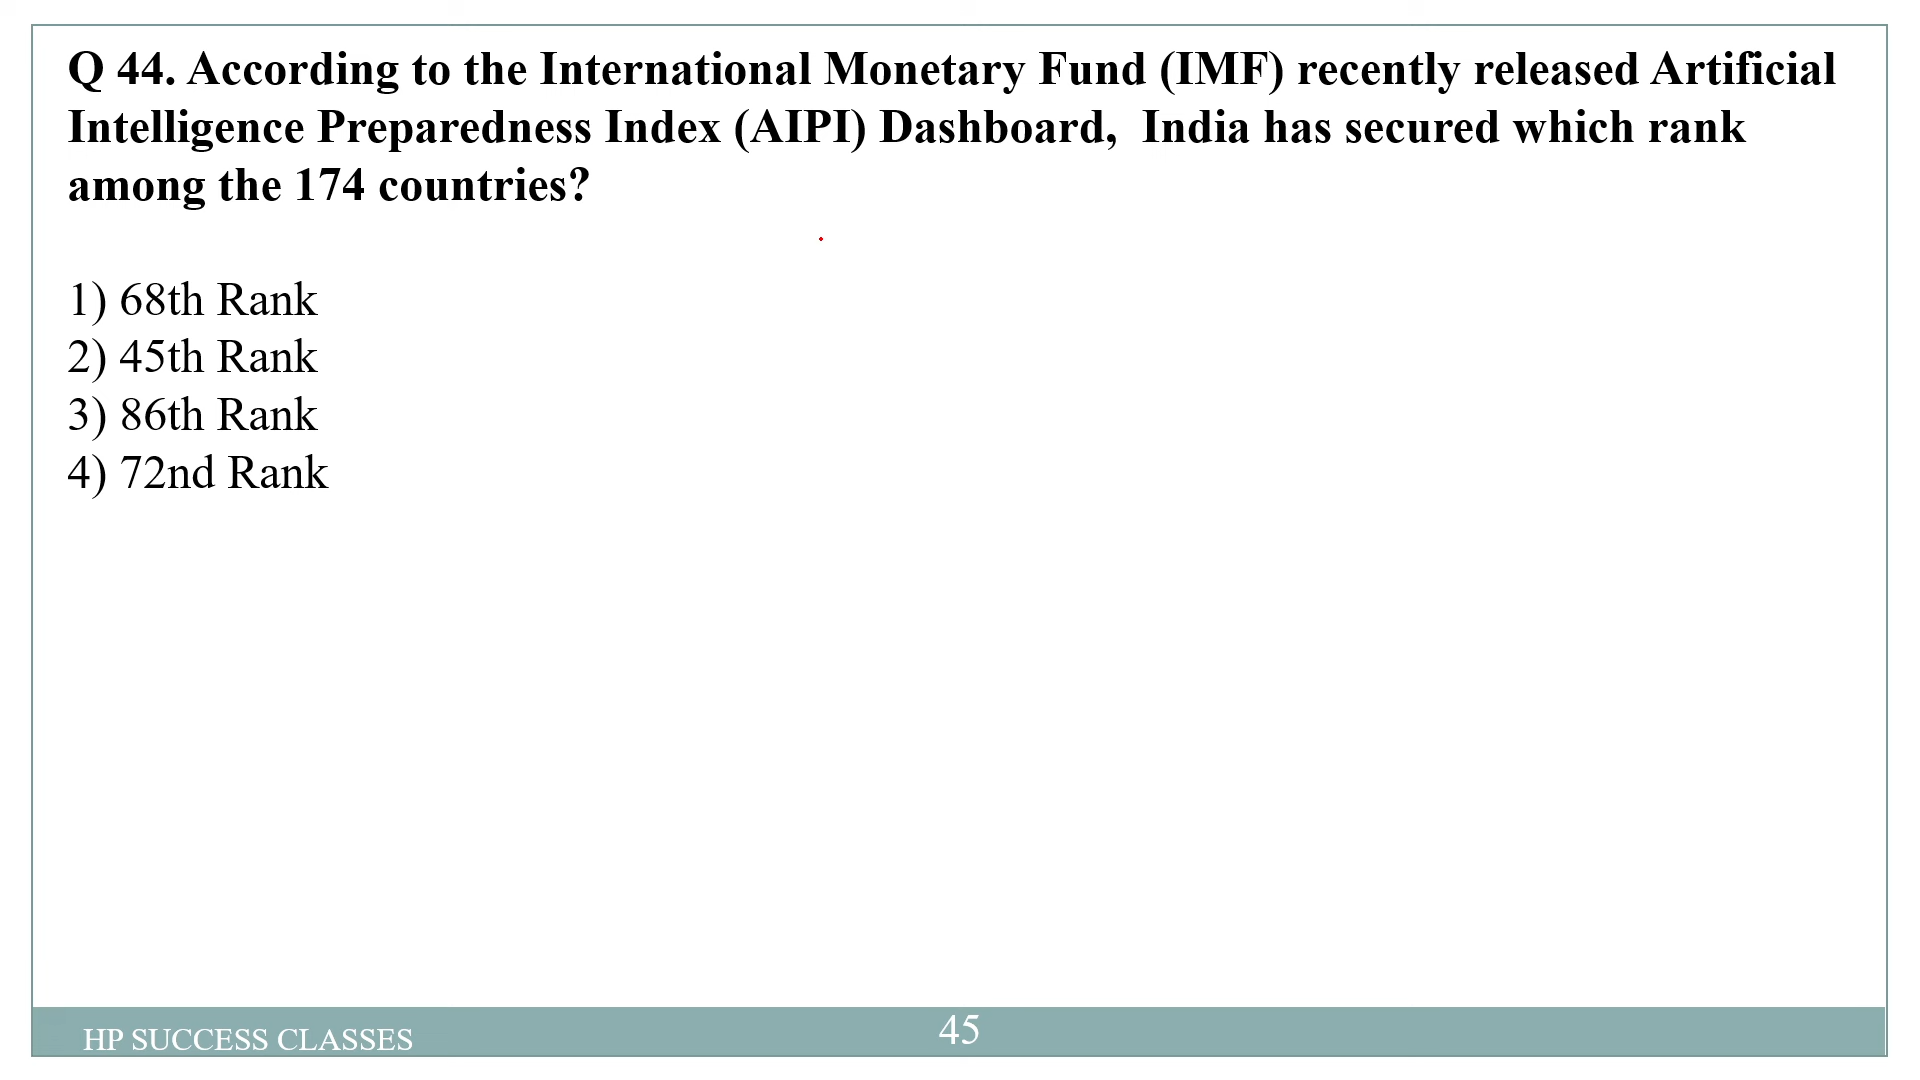 Q 44. According to the International Monetary Fund (IMF) recently released Artificial
Intelligence Preparedness Index (AIPI) Dashboard,  India has secured which rank
among the 174 countries?
1) 68th Rank
2) 45th Rank
3) 86th Rank
4) 72nd Rank
HP SUCCESS CLASSES
45